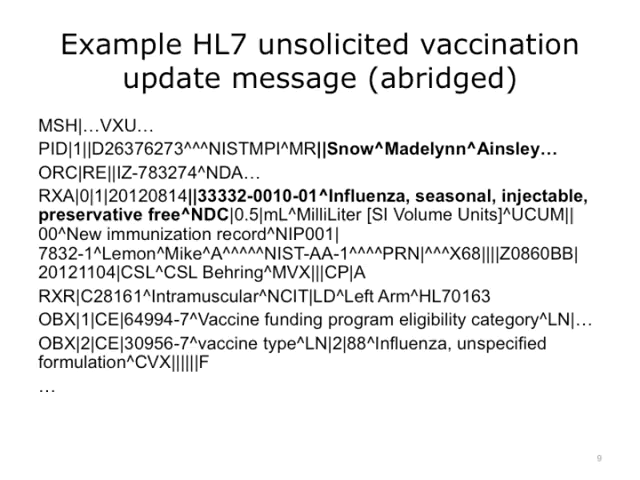 Example HL7 unsolicited vaccination
update message (abridged)
MSH|…VXU…
PID|1||D26376273^^^NISTMPI^MR||Snow^Madelynn^Ainsley…
ORC|RE||IZ-783274^NDA…
RXA|0|1|20120814||33332-0010-01^Influenza, seasonal, injectable,
preservative free^NDC|0.5|mL^MilliLiter [SI Volume Units]^UCUM||
00^New immunization record^NIP001|
7832-1^Lemon^Mike^A^^^^^NIST-AA-1^^^^PRN|^^^X68||||Z0860BB|
20121104|CSL^CSL Behring^MVX|||CP|A
RXR|C28161^Intramuscular^NCIT|LD^Left Arm^HL70163
OBX|1|CE|64994-7^Vaccine funding program eligibility category^LN|…
OBX|2|CE|30956-7^vaccine type^LN|2|88^Influenza, unspecified
formulation^CVX||||||F
…
9